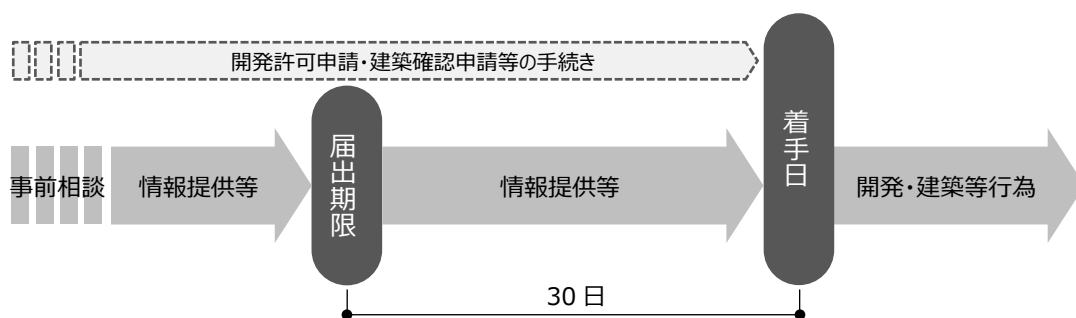 開発許可申請・建築確認申請等の手続き
事前相談
情報提供等
届出期限
情報提供等
着手日
開発・建築等行為
30 日